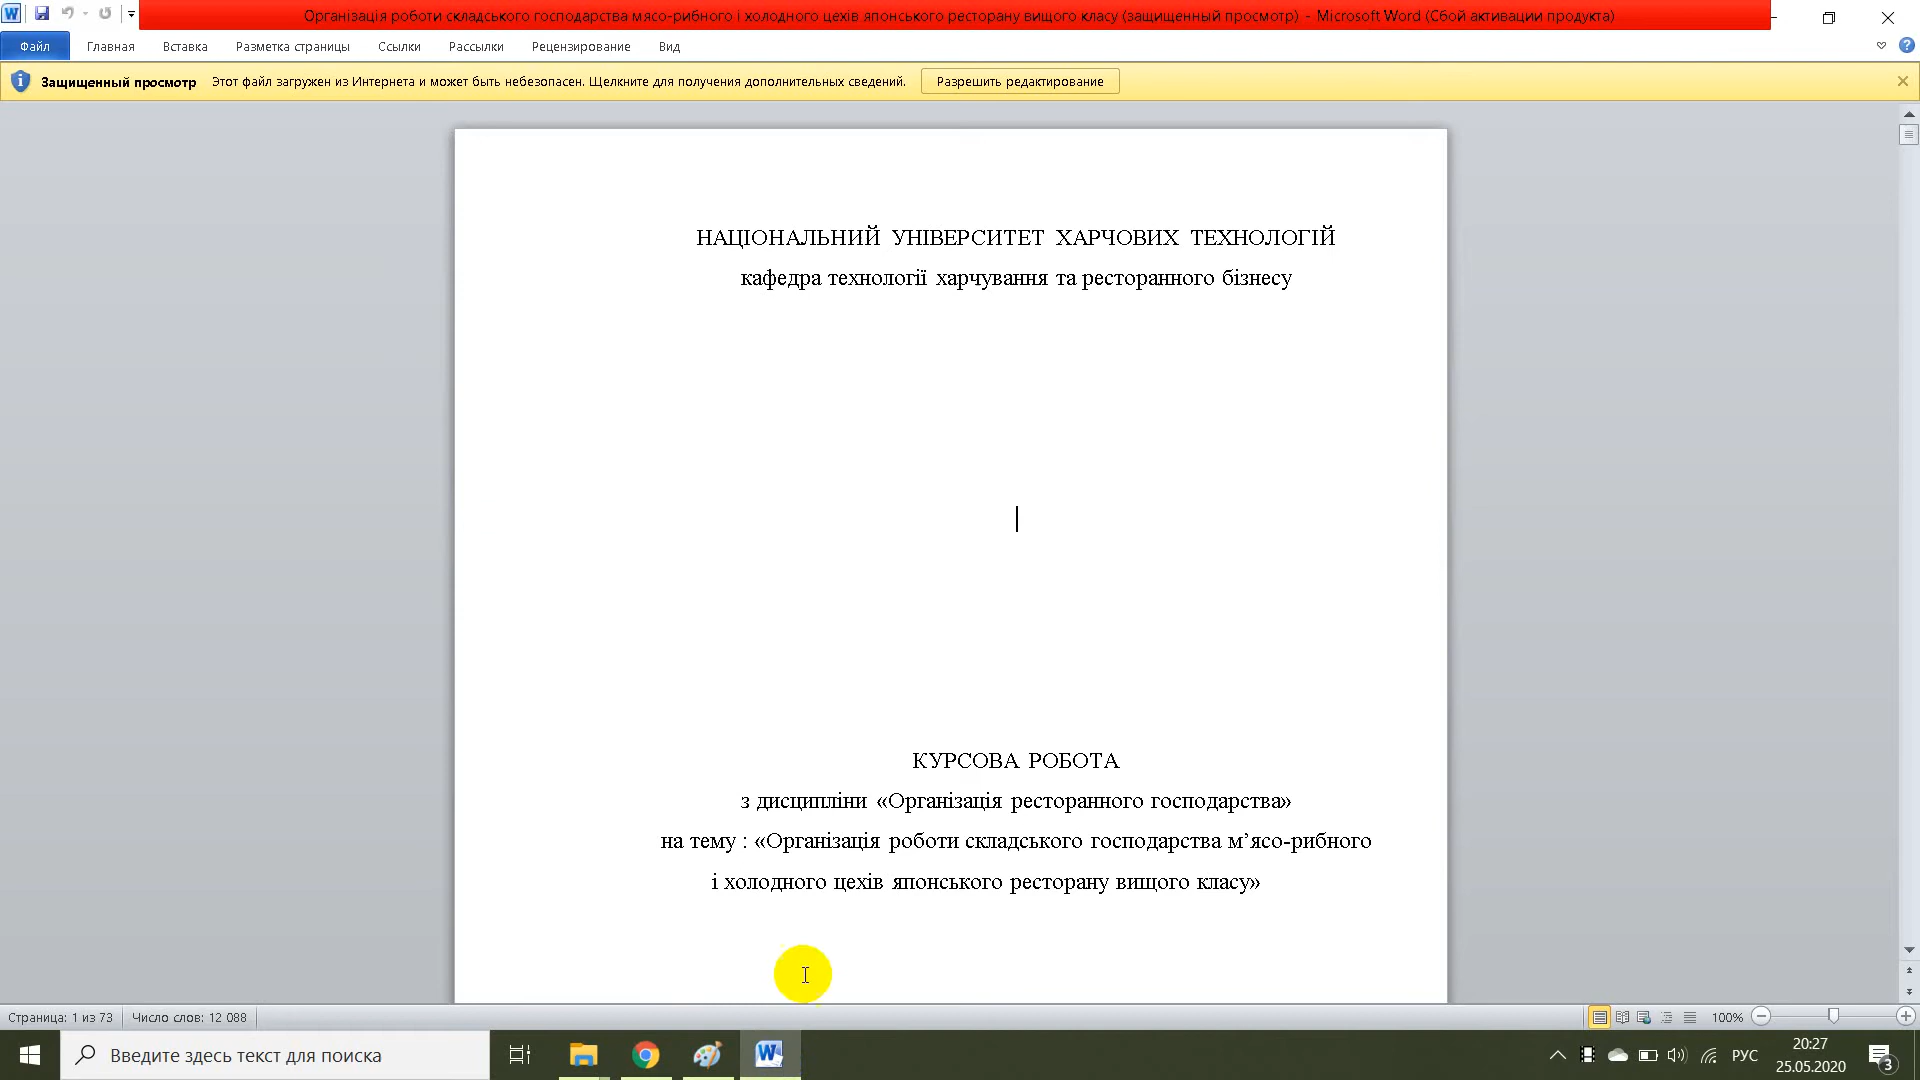 Організація роботи складського господарства мясо-рибного і холодного цехів японського ресторану вищого класу (защищенный просмотр) - Microsoft Word (Сбой активации продукта)
Файл Главная Вставка Разметка страницы Ссылки Рассылки Рецензирование Вид
Защищенный просмотр Этот файл загружен из Интернета и может быть небезопасен. Щелкните для получения дополнительных сведений. Разрешить редактирование
НАЦІОНАЛЬНИЙ УНІВЕРСИТЕТ ХАРЧОВИХ ТЕХНОЛОГІЙ
кафедра технології харчування та ресторанного бізнесу
КУРСОВА РОБОТА
з дисципліни «Організація ресторанного господарства»
на тему : «Організація роботи складського господарства м’ясо-рибного
і холодного цехів японського ресторану вищого класу»
Страница: 1 из 73 Число слов: 12 088 100%
Введите здесь текст для поиска РУС 20:27
25.05.2020 3